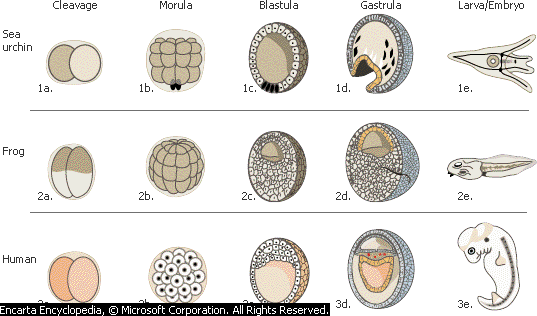 Cleavage Morula Blastula Gastrula Larva/Embryo
Sea
urchin
1a. 1b. 1c. 1d. 1e.
Frog
2a. 2b. 2c. 2d. 2e.
Human
3d. 3e.
Encarta Encyclopedia, © Microsoft Corporation. All Rights Reserved.